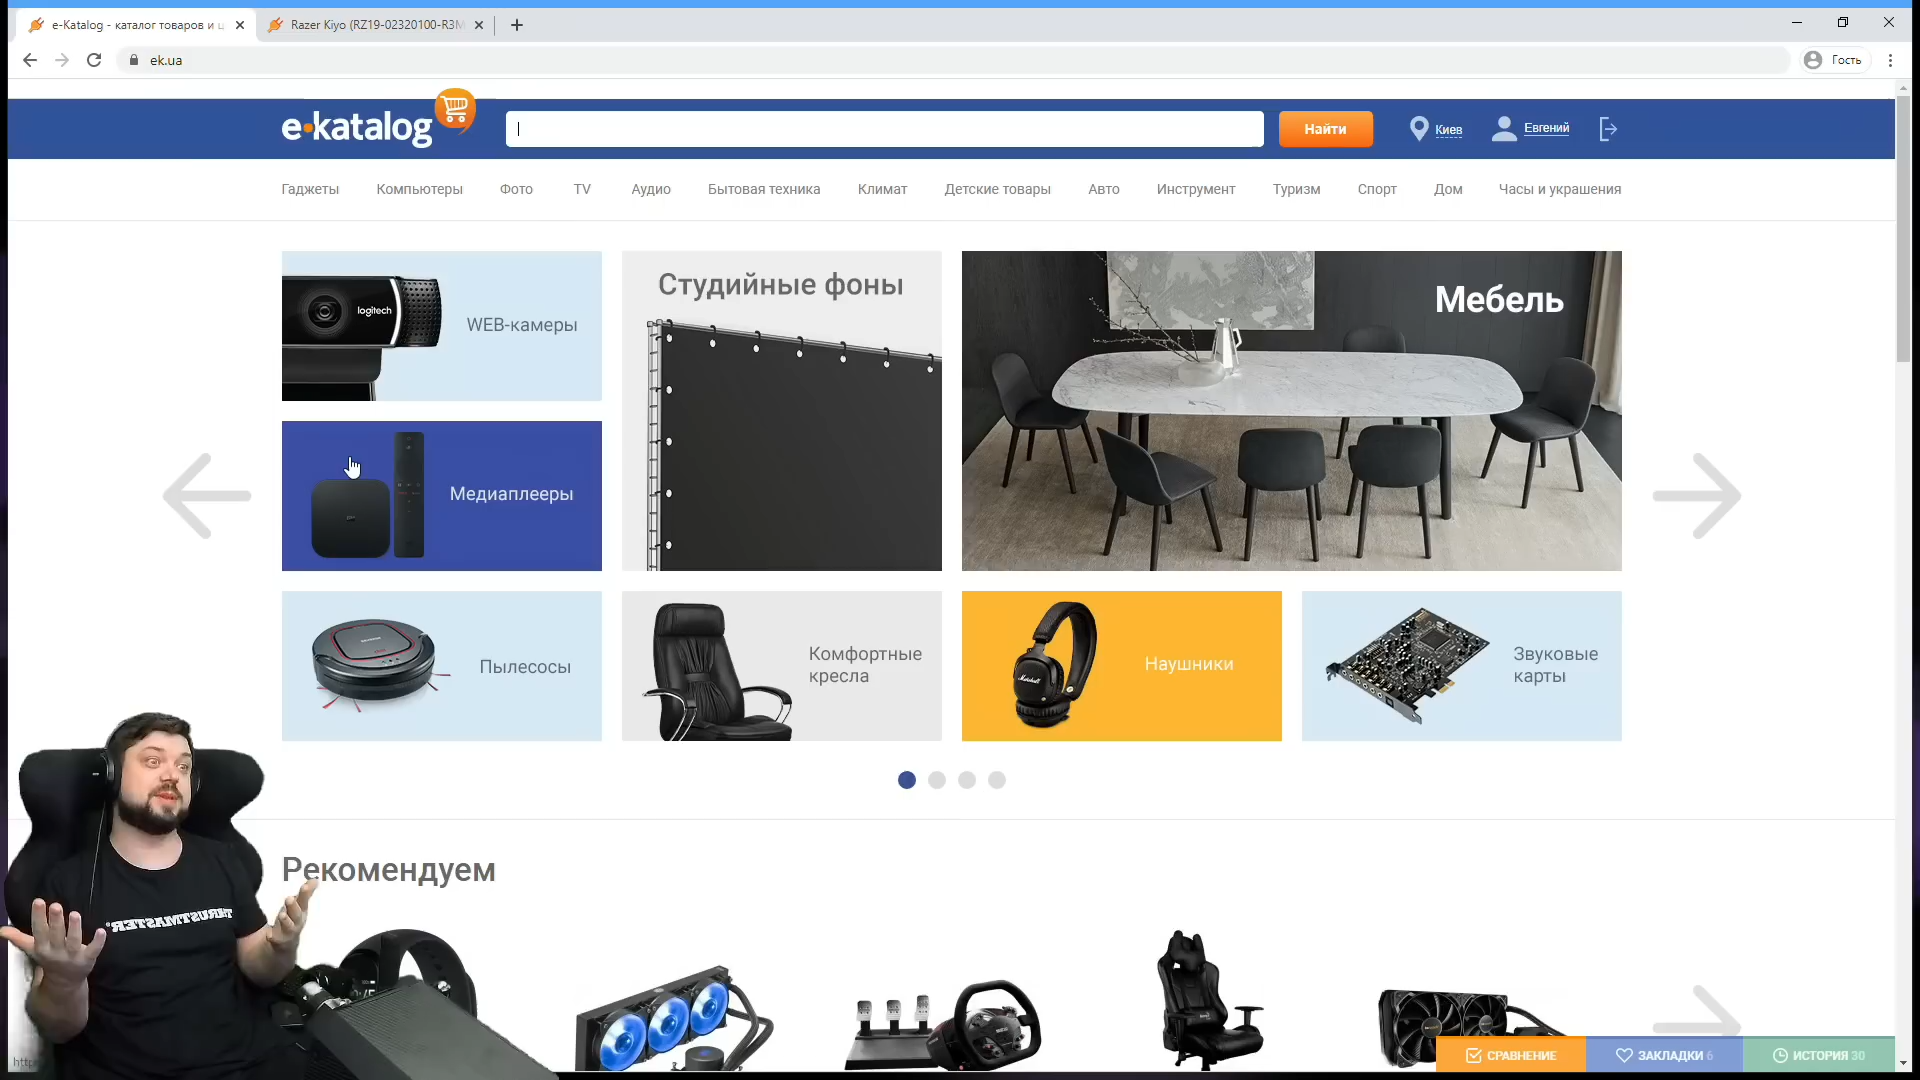 e-Katalog - каталог товаров и ц
Razer Kiyo (RZ19-02320100-R3M
ek.ua
Гость
e•katalog
Найти
Киев
Евгений
Гаджеты
Компьютеры
Фото
TV
Аудио
Бытовая техника
Климат
Детские товары
Авто
Инструмент
Туризм
Спорт
Дом
Часы и украшения
logitech
WEB-камеры
Студийные фоны
Мебель
Медиаплееры
Пылесосы
Комфортные
кресла
Marshall
Наушники
Звуковые
карты
Рекомендуем
THRUSTMASTER
СРАВНЕНИЕ
ЗАКЛАДКИ 6
ИСТОРИЯ 30